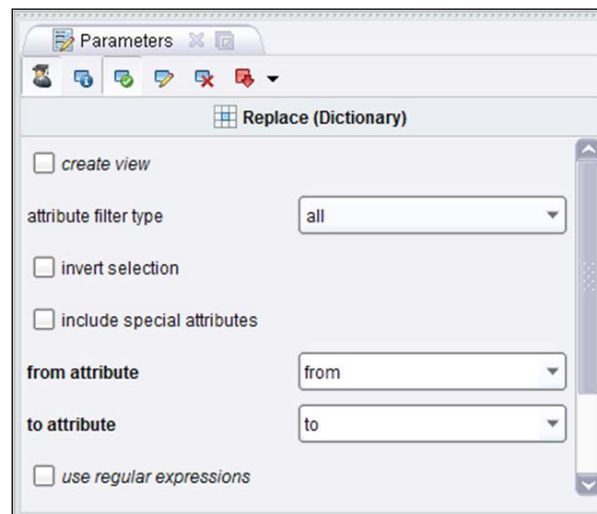 Parameters
Replace (Dictionary)
create view
attribute filter type all
invert selection
include special attributes
from attribute from
to attribute to
use regular expressions